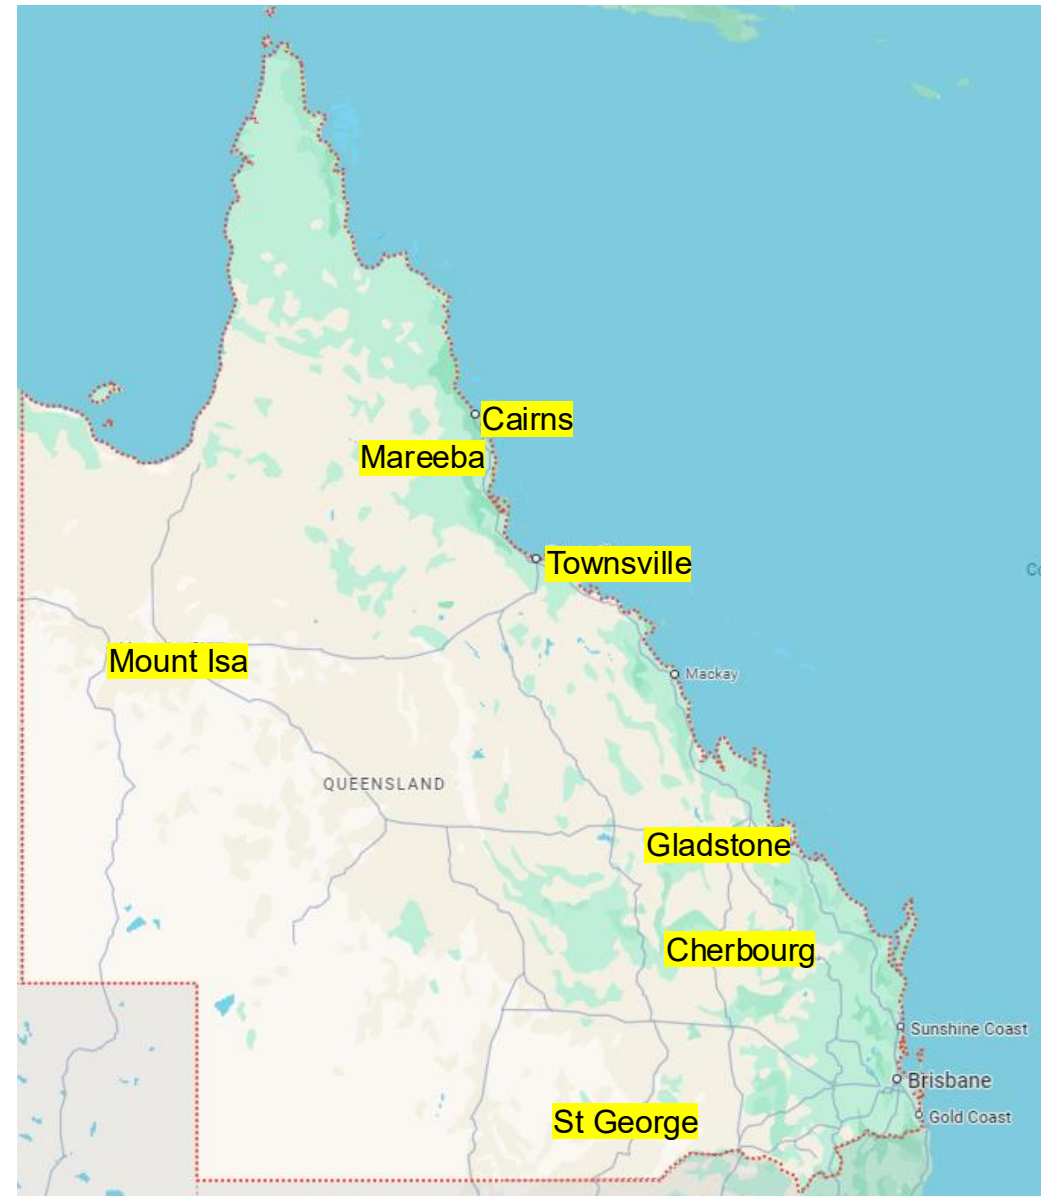 Cairns
Mareeba
Townsville
Mount Isa
Mackay
QUEENSLAND
Gladstone
Cherbourg
Sunshine Coast
Brisbane
Gold Coast
St George